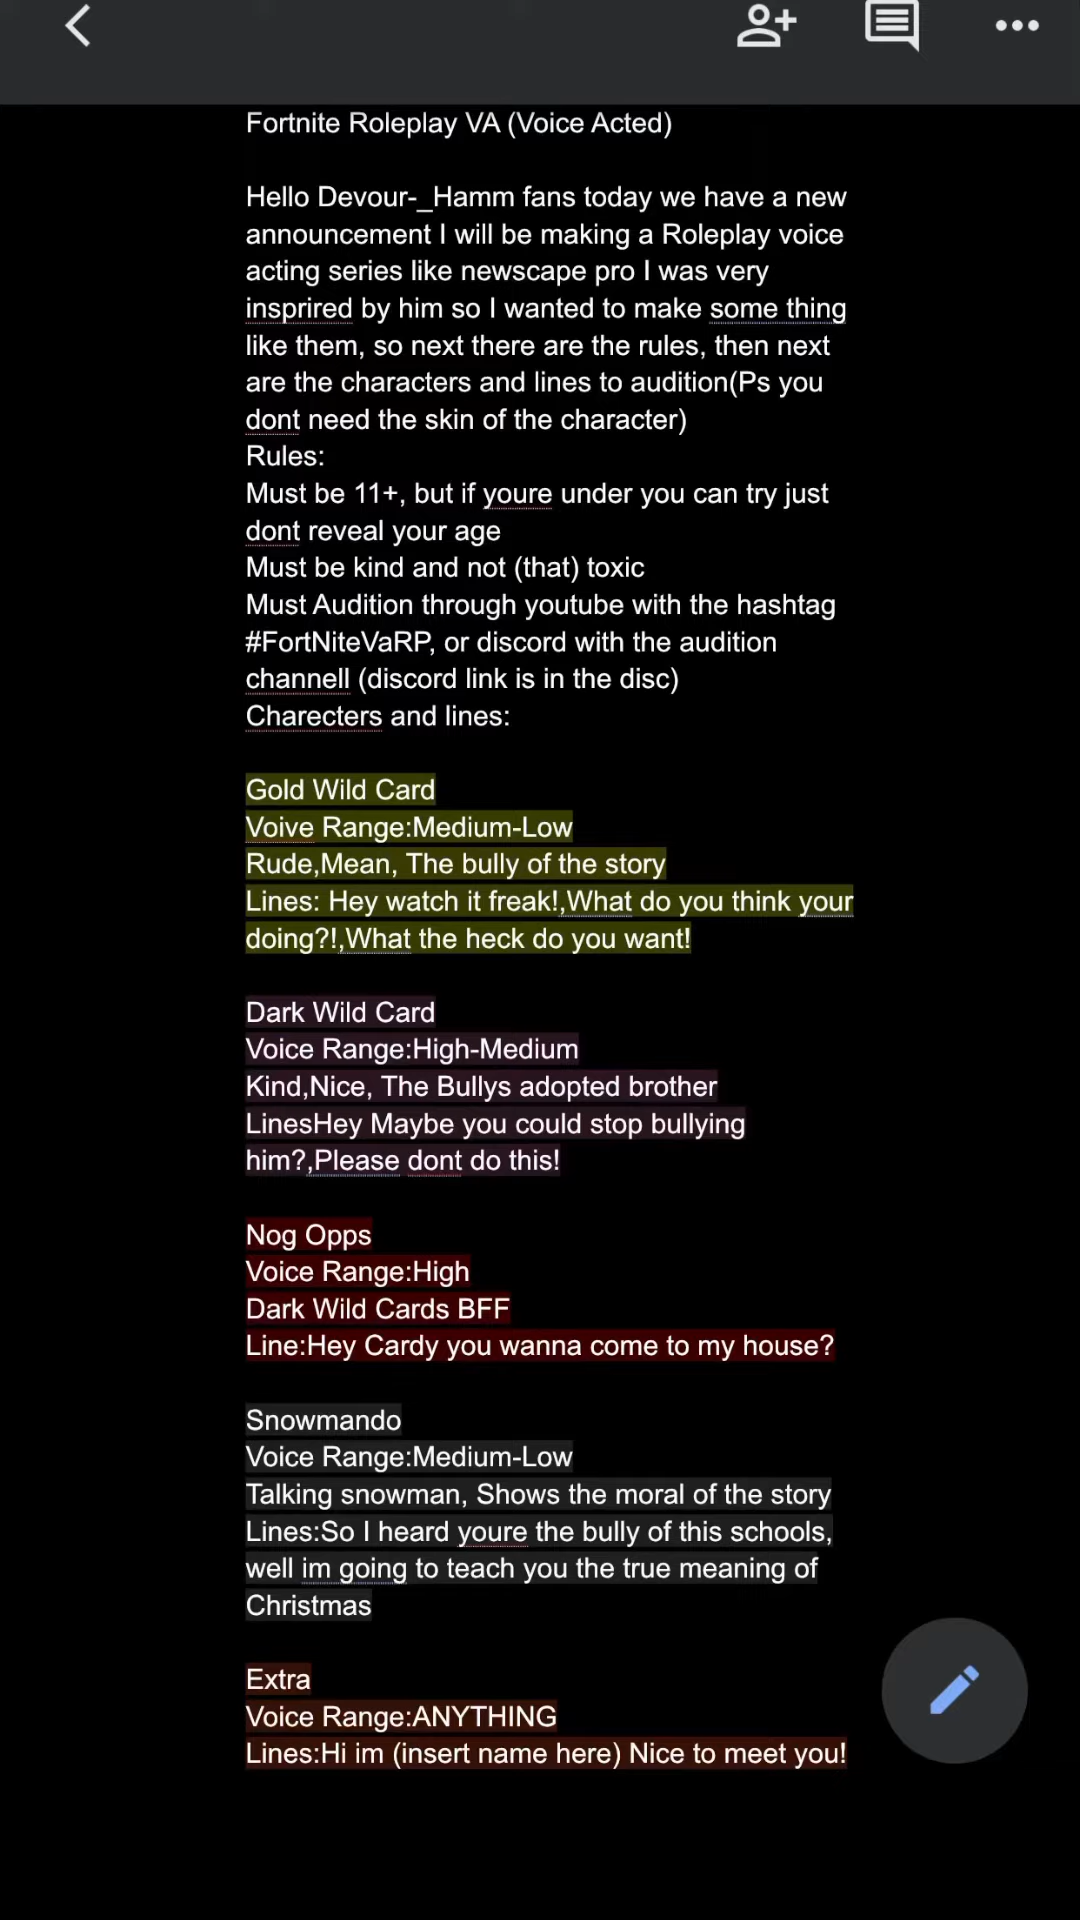 Fortnite Roleplay VA (Voice Acted)
Hello Devour-_Hamm fans today we have a new
announcement I will be making a Roleplay voice
acting series like newscape pro I was very
insprired by him so I wanted to make some thing
like them, so next there are the rules, then next
are the characters and lines to audition(Ps you
dont need the skin of the character)
Rules:
Must be 11+, but if youre under you can try just
dont reveal your age
Must be kind and not (that) toxic
Must Audition through youtube with the hashtag
#FortNiteVaRP, or discord with the audition
channell (discord link is in the disc)
Charecters and lines:
Gold Wild Card
Voive Range:Medium-Low
Rude,Mean, The bully of the story
Lines: Hey watch it freak!,What do you think your
doing?!,What the heck do you want!
Dark Wild Card
Voice Range:High-Medium
Kind,Nice, The Bullys adopted brother
LinesHey Maybe you could stop bullying
him?,Please dont do this!
Nog Opps
Voice Range:High
Dark Wild Cards BFF
Line:Hey Cardy you wanna come to my house?
Snowmando
Voice Range:Medium-Low
Talking snowman, Shows the moral of the story
Lines:So I heard youre the bully of this schools,
well im going to teach you the true meaning of
Christmas
Extra
Voice Range:ANYTHING
Lines:Hi im (insert name here) Nice to meet you!